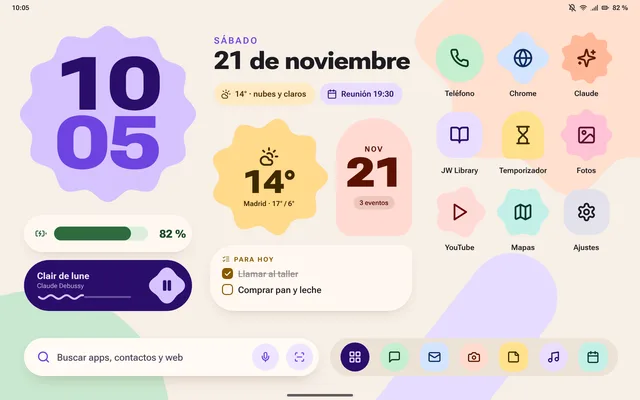 10:05
82 %
10
05
SÁBADO
21 de noviembre
14° · nubes y claros
Reunión 19:30
14°
Madrid · 17° / 6°
NOV
21
3 eventos
82 %
Clair de lune
Claude Debussy
PARA HOY
Llamar al taller
Comprar pan y leche
Teléfono
Chrome
Claude
JW Library
Temporizador
Fotos
YouTube
Mapas
Ajustes
Buscar apps, contactos y web